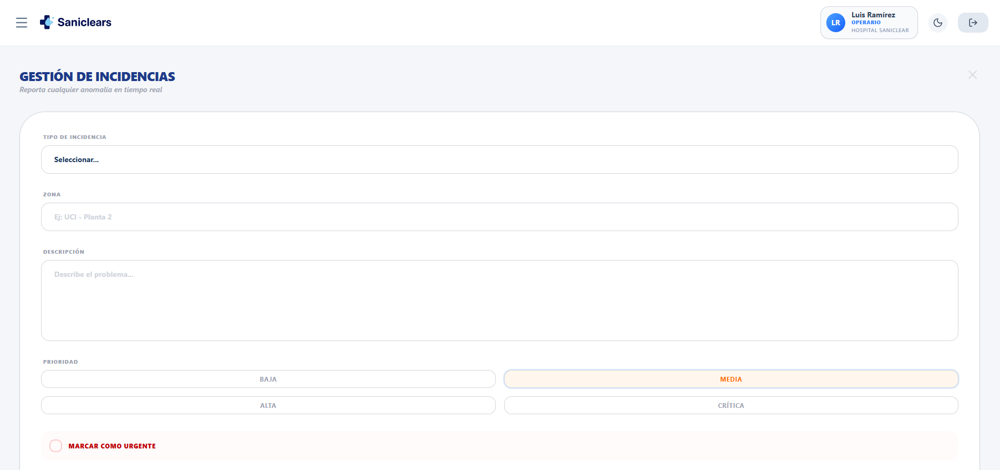 Saniclears
LR
Luis Ramírez
OPERARIO
HOSPITAL SANICLEAR
GESTIÓN DE INCIDENCIAS
Reporta cualquier anomalía en tiempo real
TIPO DE INCIDENCIA
Seleccionar...
ZONA
Ej: UCI - Planta 2
DESCRIPCIÓN
Describe el problema...
PRIORIDAD
BAJA
MEDIA
ALTA
CRÍTICA
MARCAR COMO URGENTE